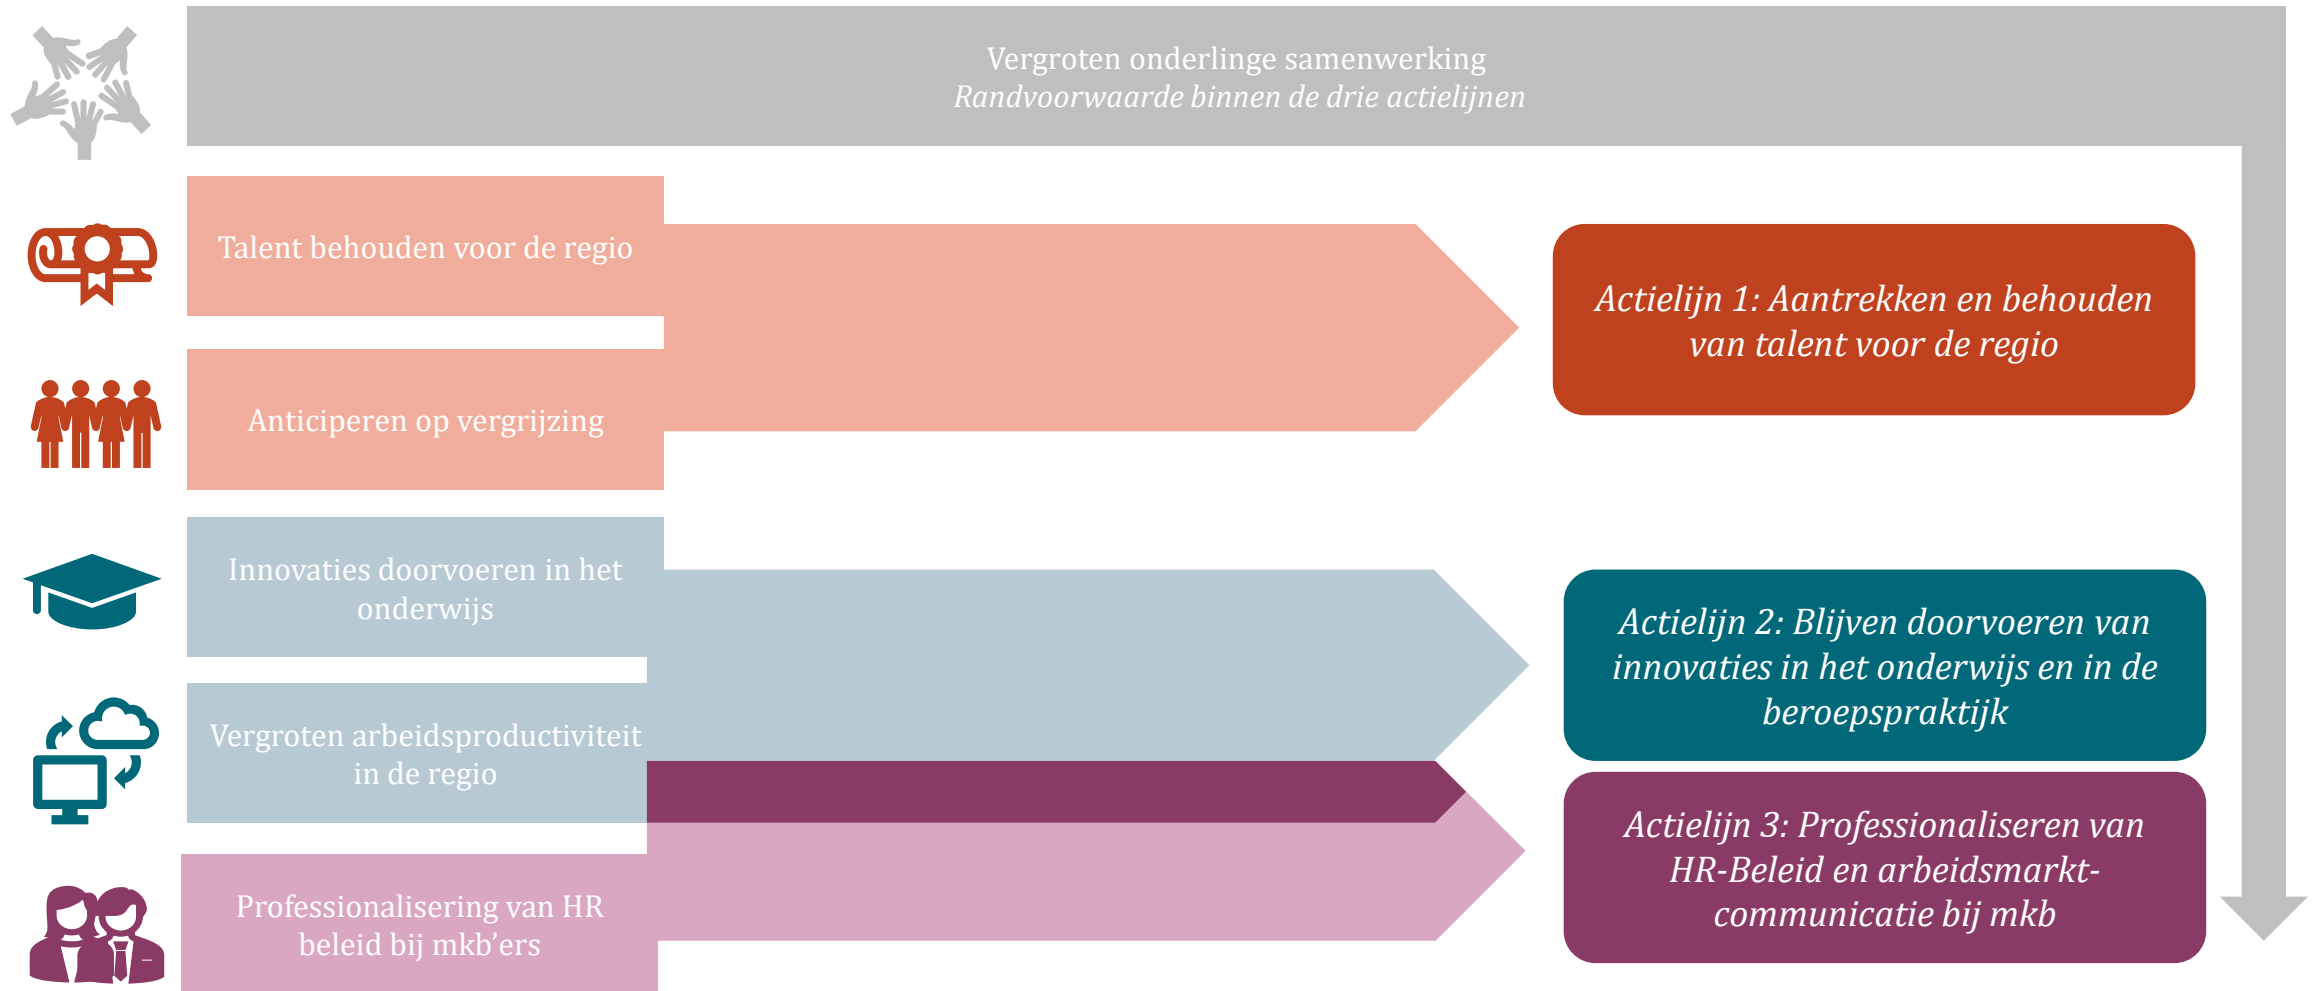 Vergroten onderlinge samenwerking
Randvoorwaarde binnen de drie actielijnen
Talent behouden voor de regio
Anticiperen op vergrijzing
Actielijn 1: Aantrekken en behouden
van talent voor de regio
Innovaties doorvoeren in het
onderwijs
Vergroten arbeidsproductiviteit
in de regio
Actielijn 2: Blijven doorvoeren van
innovaties in het onderwijs en in de
beroepspraktijk
Professionalisering van HR
beleid bij mkb’ers
Actielijn 3: Professionaliseren van
HR-Beleid en arbeidsmarkt-
communicatie bij mkb